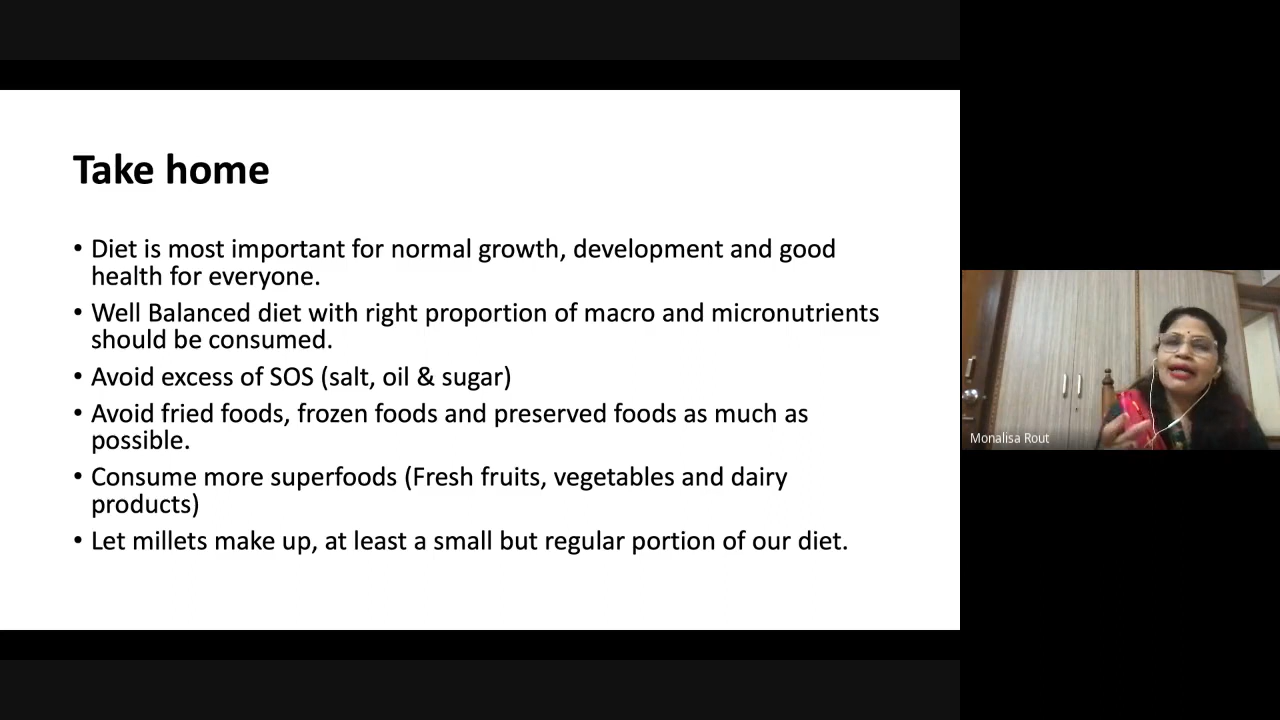 Take home
• Diet is most important for normal growth, development and good
health for everyone.
• Well Balanced diet with right proportion of macro and micronutrients
should be consumed.
• Avoid excess of SOS (salt, oil & sugar)
• Avoid fried foods, frozen foods and preserved foods as much as
possible.
• Consume more superfoods (Fresh fruits, vegetables and dairy
products)
• Let millets make up, at least a small but regular portion of our diet.
Monalisa Rout